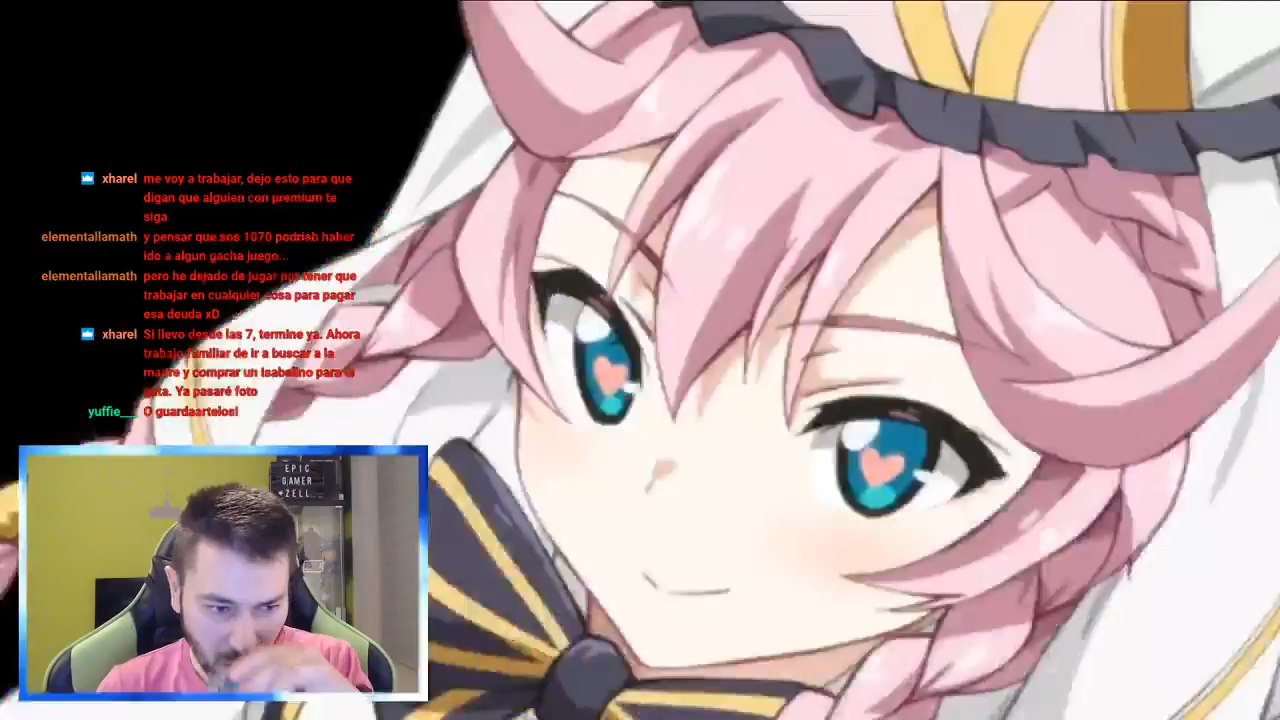 xharel me voy a trabajar, dejo esto para que
digan que alguien con premium te
siga
elementallamath y pensar que sos 1070 podriab haber
ido a algun gacha juego...
elementallamath pero he dejado de jugar por tener que
trabajar en cualquier cosa para pagar
esa deuda xD
xharel SI llevo desde las 7, termine ya. Ahora
trabajo familiar de ir a buscar a la
madre y comprar un isabelino para la
gata. Ya pasaré foto
yuffie__ O guardaartelos!
EPIC
GAMER
ZELL